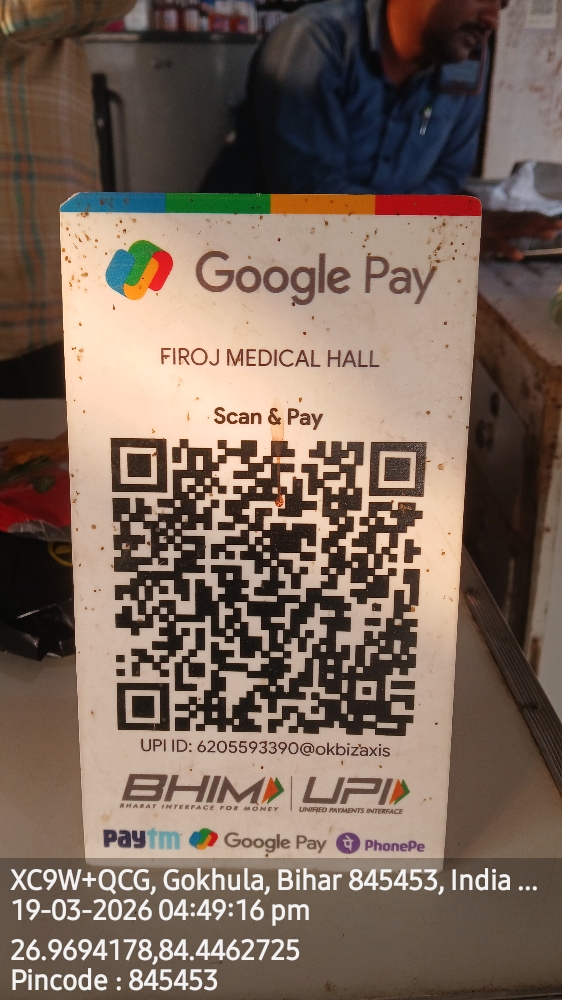 Google Pay
FIROJ MEDICAL HALL
Scan & Pay
UPI ID: 6205593390@okbizaxis
BHIM UPI
BHARAT INTERFACE FOR MONEY UNIFIED PAYMENTS INTERFACE
paytm Google Pay PhonePe
XC9W+QCG, Gokhula, Bihar 845453, India ...
19-03-2026 04:49:16 pm
26.9694178,84.4462725
Pincode : 845453